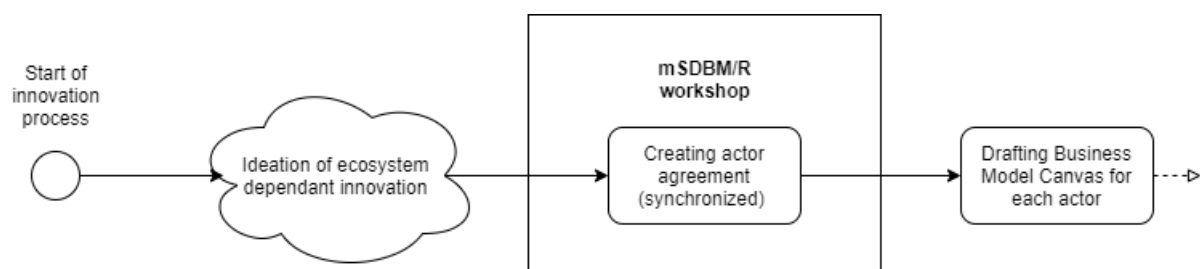 Start of
innovation
process
Ideation of ecosystem
dependant innovation
mSDBM/R
workshop
Creating actor
agreement
(synchronized)
Drafting Business
Model Canvas for
each actor